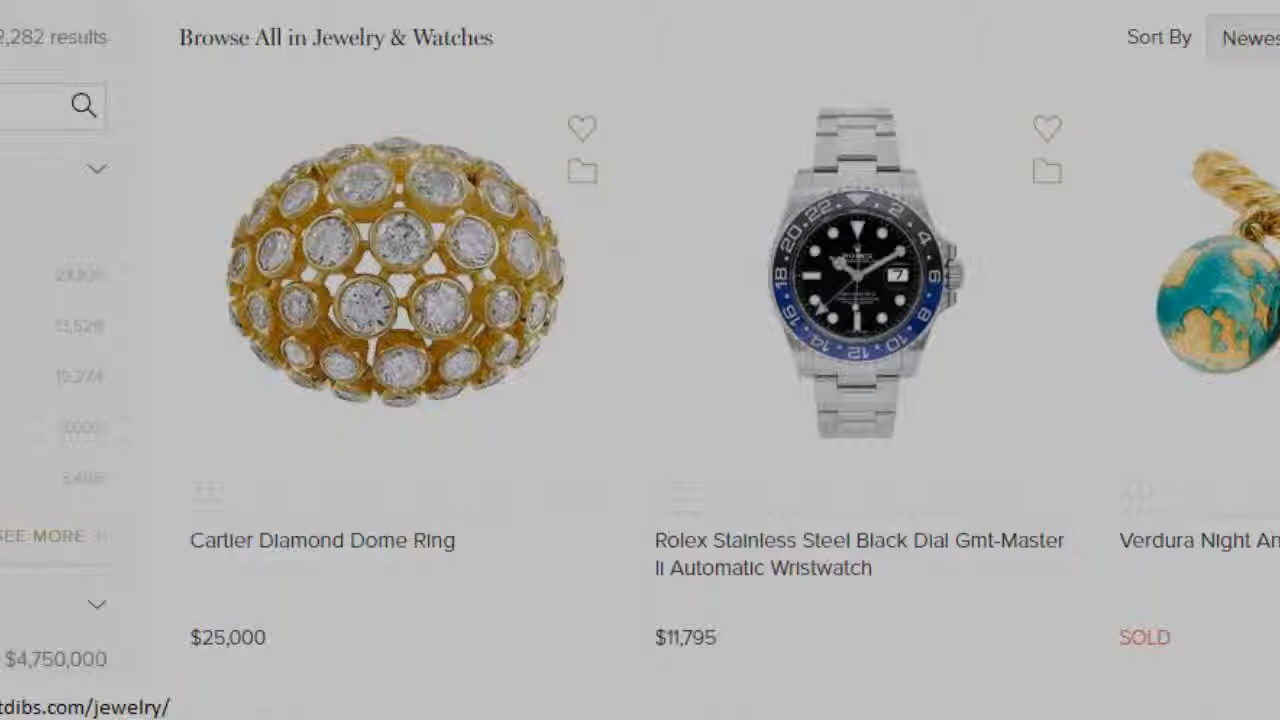 2,282 results
Browse All in Jewelry & Watches
Sort By
Newes
SEE MORE
Cartier Diamond Dome Ring
Rolex Stainless Steel Black Dial Gmt-Master
II Automatic Wristwatch
Verdura Night An
$25,000
$11,795
SOLD
$4,750,000
tdibs.com/jewelry/